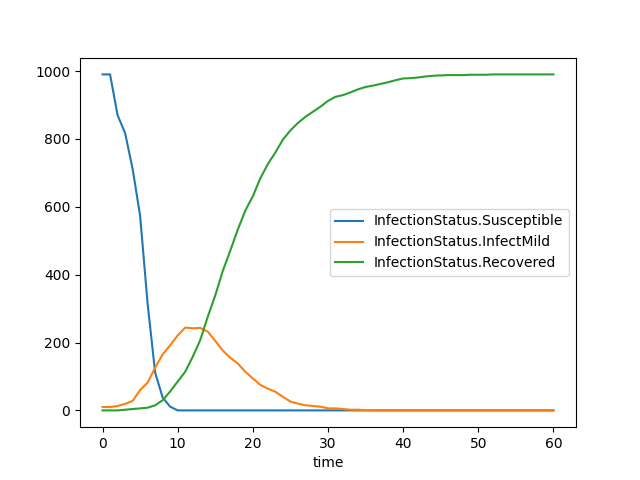 1000
800
600
400
200
0
InfectionStatus.Susceptible
InfectionStatus.InfectMild
InfectionStatus.Recovered
0 10 20 30 40 50 60
time